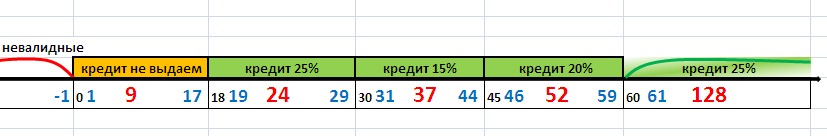 невалидные
кредит не выдаем кредит 25% кредит 15% кредит 20% кредит 25%
-1 0 1 9 17 18 19 24 29 30 31 37 44 45 46 52 59 60 61 128